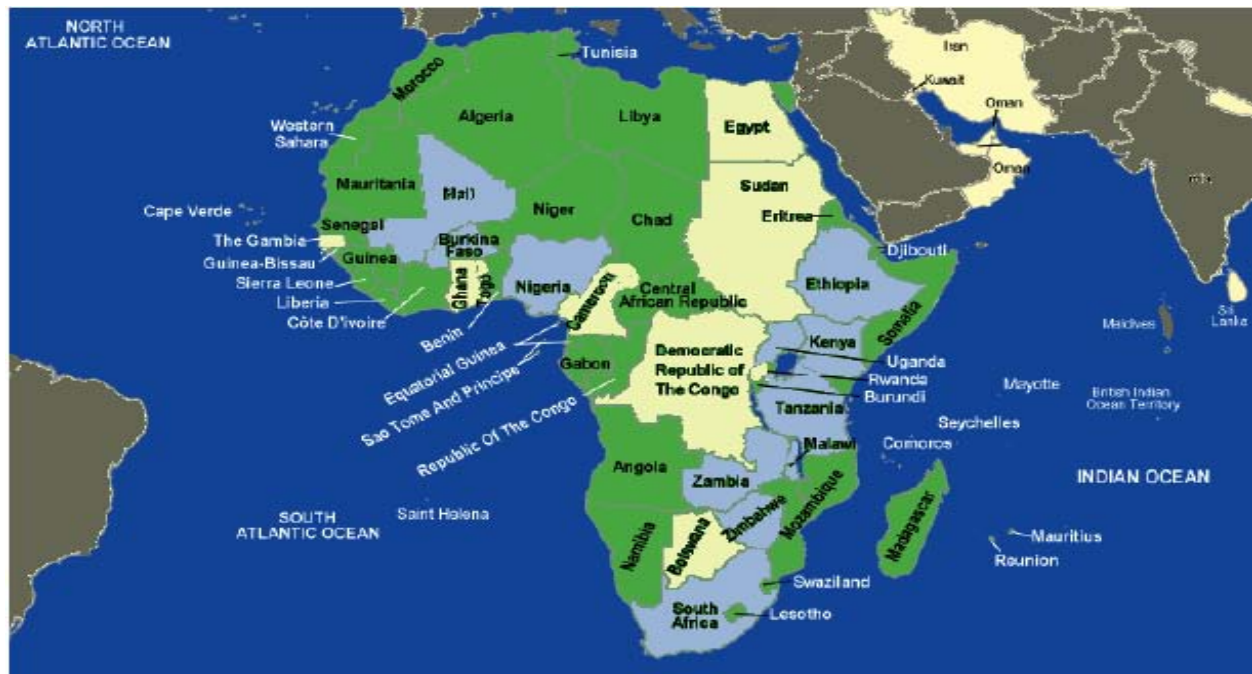 NORTH
ATLANTIC OCEAN
Tunisia
Morocco
Iran
Kuwait
Oman
Algeria
Libya
Egypt
Western
Sahara
Oman
Mauritania
Mali
Niger
Chad
Sudan
Eritrea
Cape Verde
Senegal
The Gambia
Guinea-Bissau
Guinea
Burkina
Faso
Djibouti
Sierra Leone
Liberia
Côte D'ivoire
Ghana
Togo
Nigeria
Cameroon
Central
African Republic
Ethiopia
Somalia
Sri
Lanka
Maldives
Benin
Equatorial Guinea
Sao Tome And Principe
Gabon
Republic Of The Congo
Democratic
Republic of
The Congo
Kenya
Uganda
Rwanda
Burundi
Tanzania
Mayotte
British Indian
Ocean Territory
Seychelles
Comoros
Malawi
Angola
Zambia
INDIAN OCEAN
Saint Helena
SOUTH
ATLANTIC OCEAN
Namibia
Botswana
Zimbabwe
Mozambique
Madagascar
Mauritius
Reunion
Swaziland
South
Africa
Lesotho